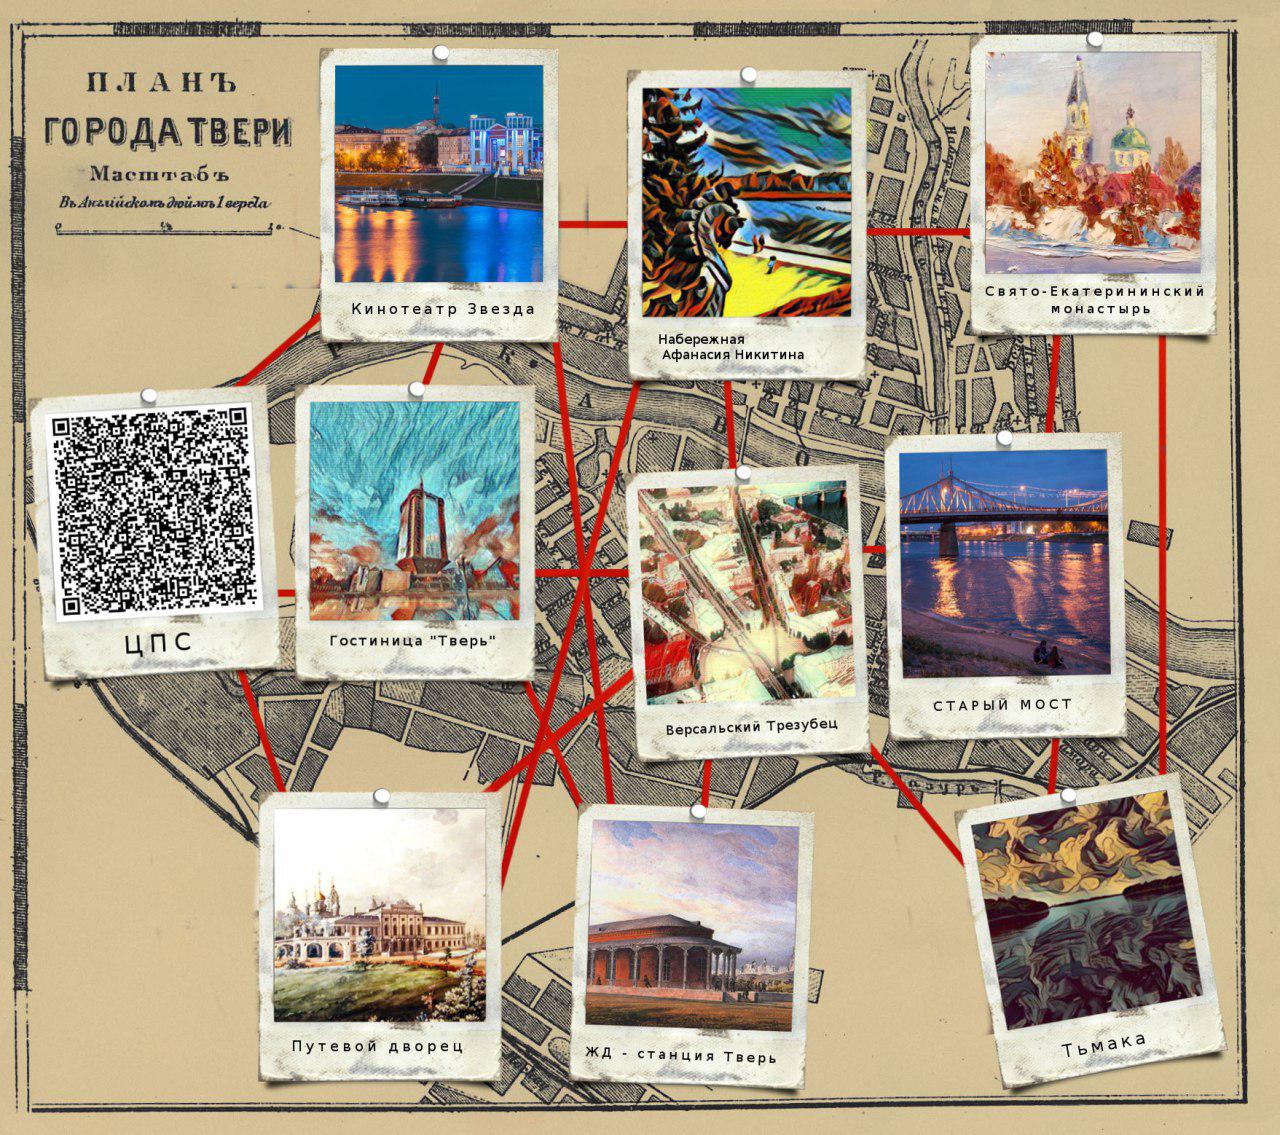 ПЛАНЪ
ГОРОДА ТВЕРИ
Масштабъ
Въ Англійскомъ дюймѣ 1 верста
Кинотеатр Звезда
Набережная
Афанасия Никитина
Свято-Екатерининский
монастырь
ЦПС
Гостиница "Тверь"
Версальский Трезубец
СТАРЫЙ МОСТ
Путевой дворец
ЖД - станция Тверь
Тьмака